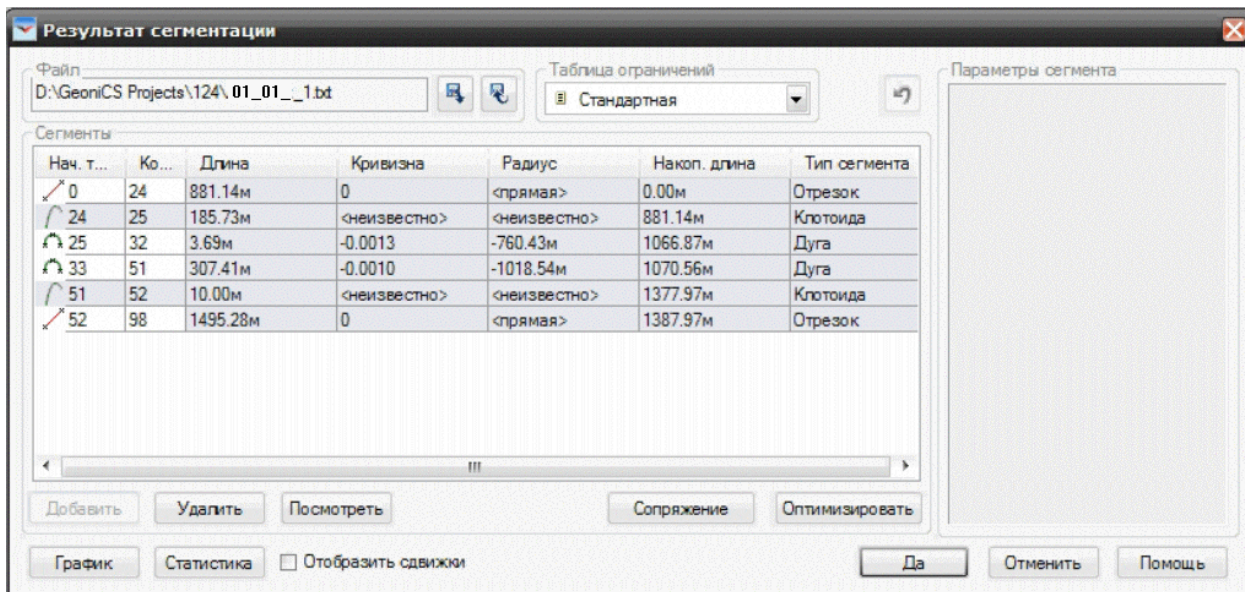 Результат сегментации
Файл
Таблица ограничений
Параметры сегмента
D:\GeoniCS Projects\124\ 01_01_:_1.txt
Стандартная
Сегменты
Нач. т... Ко... Длина Кривизна Радиус Накоп. длина Тип сегмента
0 24 881.14м 0 <прямая> 0.00м Отрезок
24 25 185.73м <неизвестно> <неизвестно> 881.14м Клотоида
25 32 3.69м -0.0013 -760.43м 1066.87м Дуга
33 51 307.41м -0.0010 -1018.54м 1070.56м Дуга
51 52 10.00м <неизвестно> <неизвестно> 1377.97м Клотоида
52 98 1495.28м 0 <прямая> 1387.97м Отрезок
Добавить Удалить Посмотреть Сопряжение Оптимизировать
График Статистика Отобразить сдвижки Да Отменить Помощь